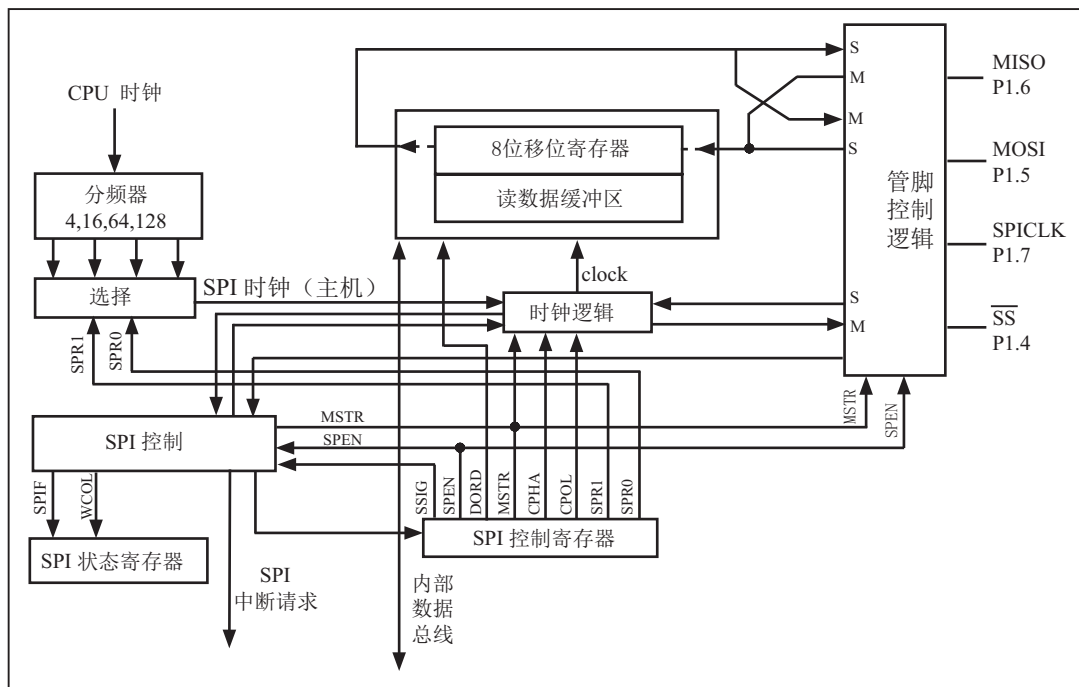 CPU 时钟
分频器
4,16,64,128
选择
SPR1
SPR0
SPI 时钟（主机）
8位移位寄存器
读数据缓冲区
clock
时钟逻辑
S
M
M
S
S
M
管脚
控制
逻辑
MISO
P1.6
MOSI
P1.5
SPICLK
P1.7
SS
P1.4
MSTR
SPEN
SPI 控制
MSTR
SPEN
SPIF
WCOL
SPI 状态寄存器
SSIG
SPEN
DORD
MSTR
CPHA
CPOL
SPR1
SPR0
SPI 控制寄存器
SPI
中断请求
内部
数据
总线